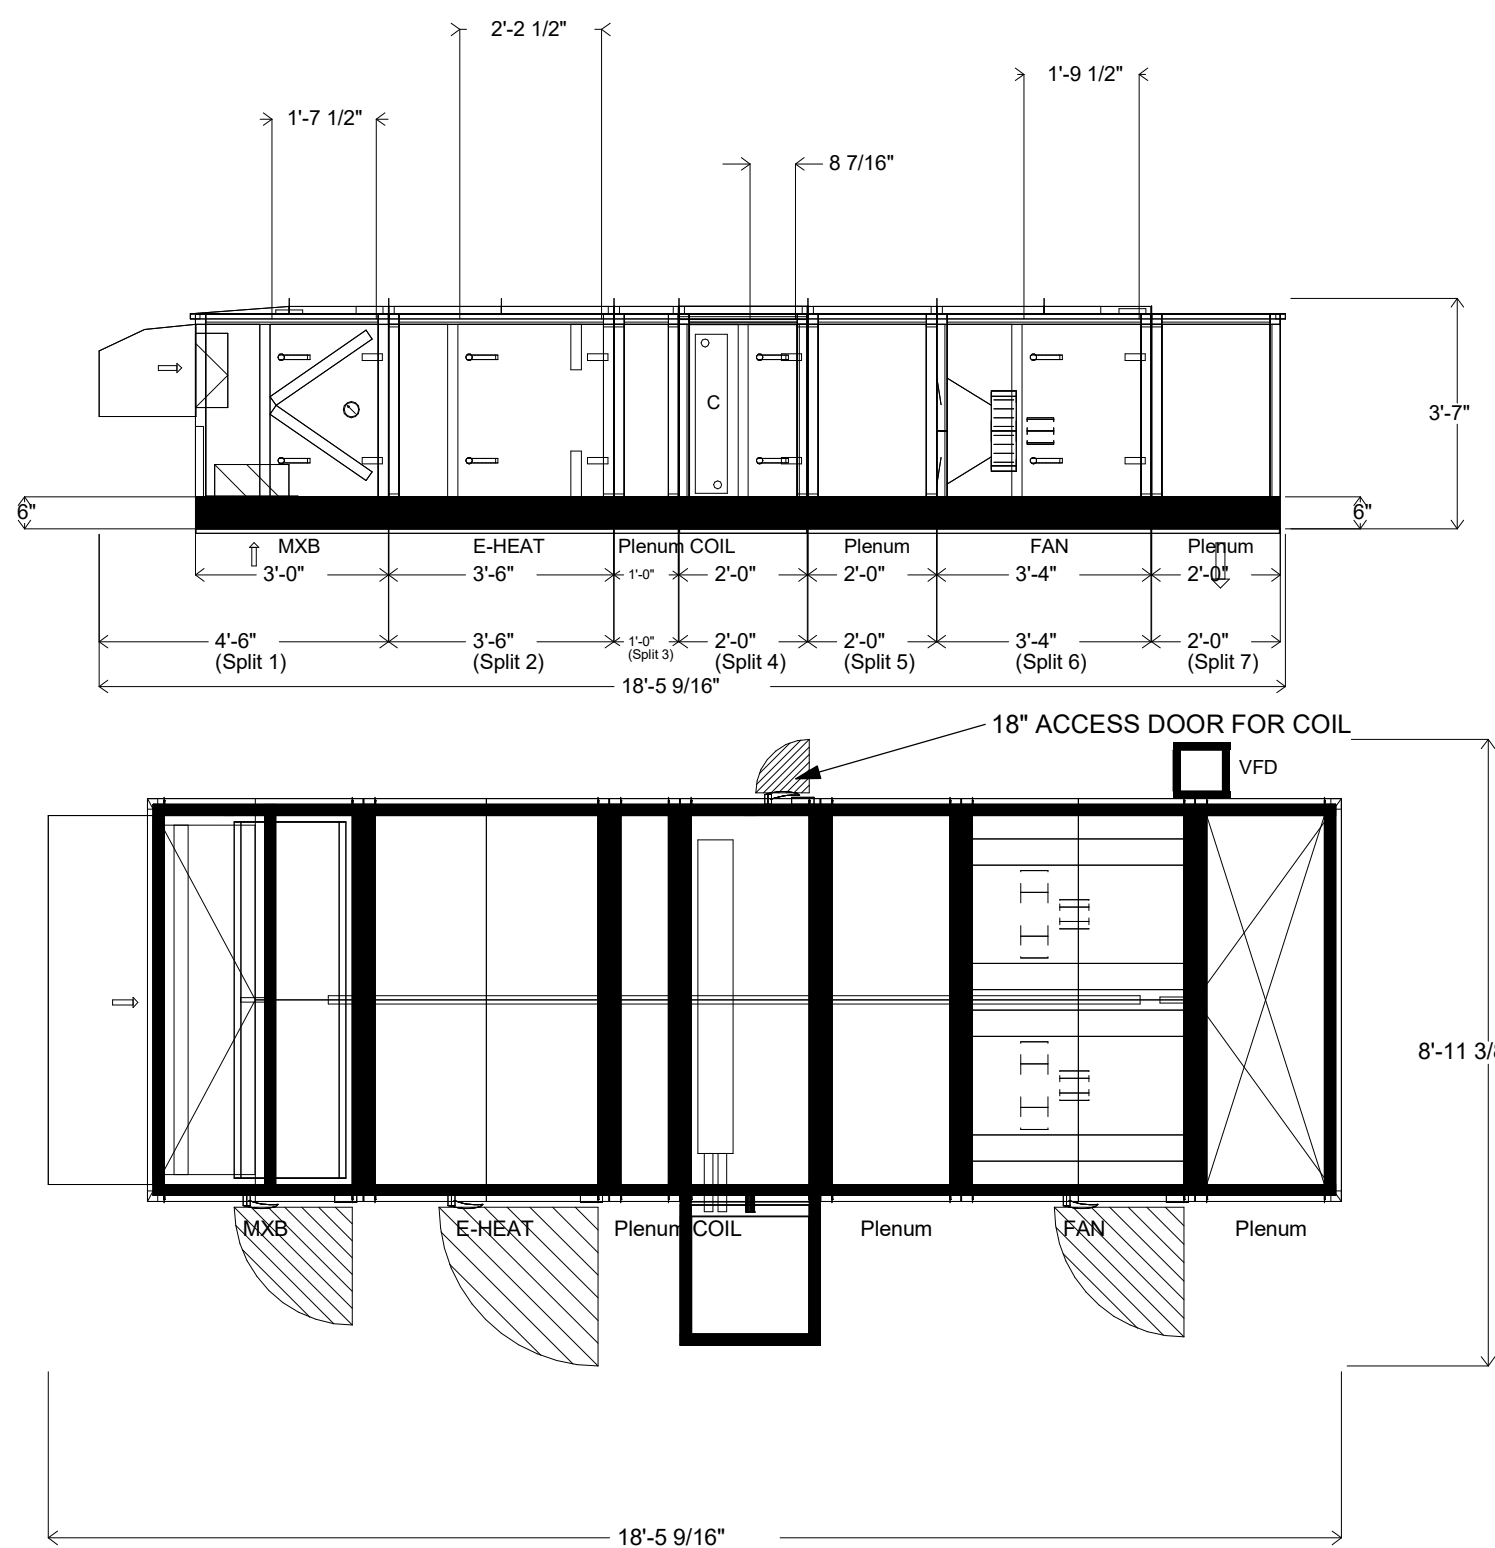 2'-2 1/2"
1'-9 1/2"
1'-7 1/2"
8 7/16"
C
3'-7"
6"
6"
MXB
E-HEAT
Plenum
COIL
Plenum
FAN
Plenum
3'-0"
3'-6"
1'-0"
2'-0"
2'-0"
3'-4"
2'-0"
4'-6"
3'-6"
1'-0"
2'-0"
2'-0"
3'-4"
2'-0"
(Split 1)
(Split 2)
(Split 3)
(Split 4)
(Split 5)
(Split 6)
(Split 7)
18'-5 9/16"
18" ACCESS DOOR FOR COIL
VFD
8'-11 3/
MXB
E-HEAT
Plenum
COIL
Plenum
FAN
Plenum
18'-5 9/16"